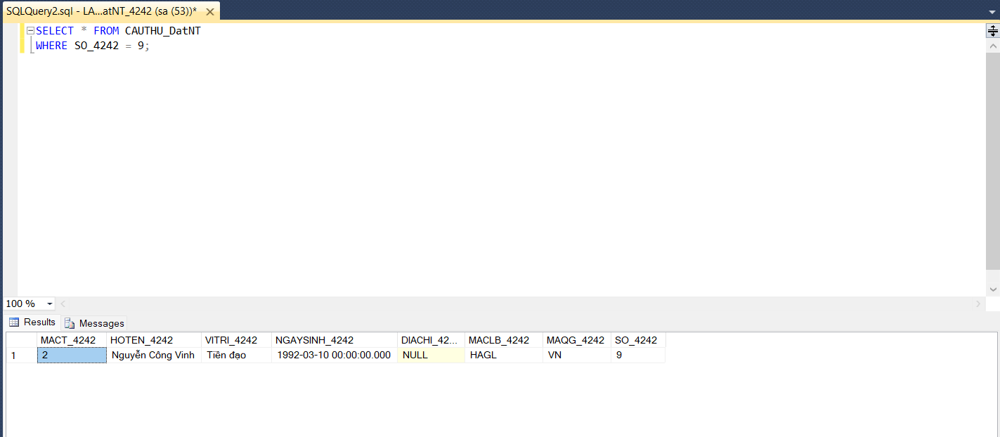 SQLQuery2.sql - LA...atNT_4242 (sa (53))*
SELECT * FROM CAUTHU_DatNT
WHERE SO_4242 = 9;
100 %
Results Messages
MACT_4242 HOTEN_4242 VITRI_4242 NGAYSINH_4242 DIACHI_42... MACLB_4242 MAQG_4242 SO_4242
1 2 Nguyễn Công Vinh Tiền đạo 1992-03-10 00:00:00.000 NULL HAGL VN 9